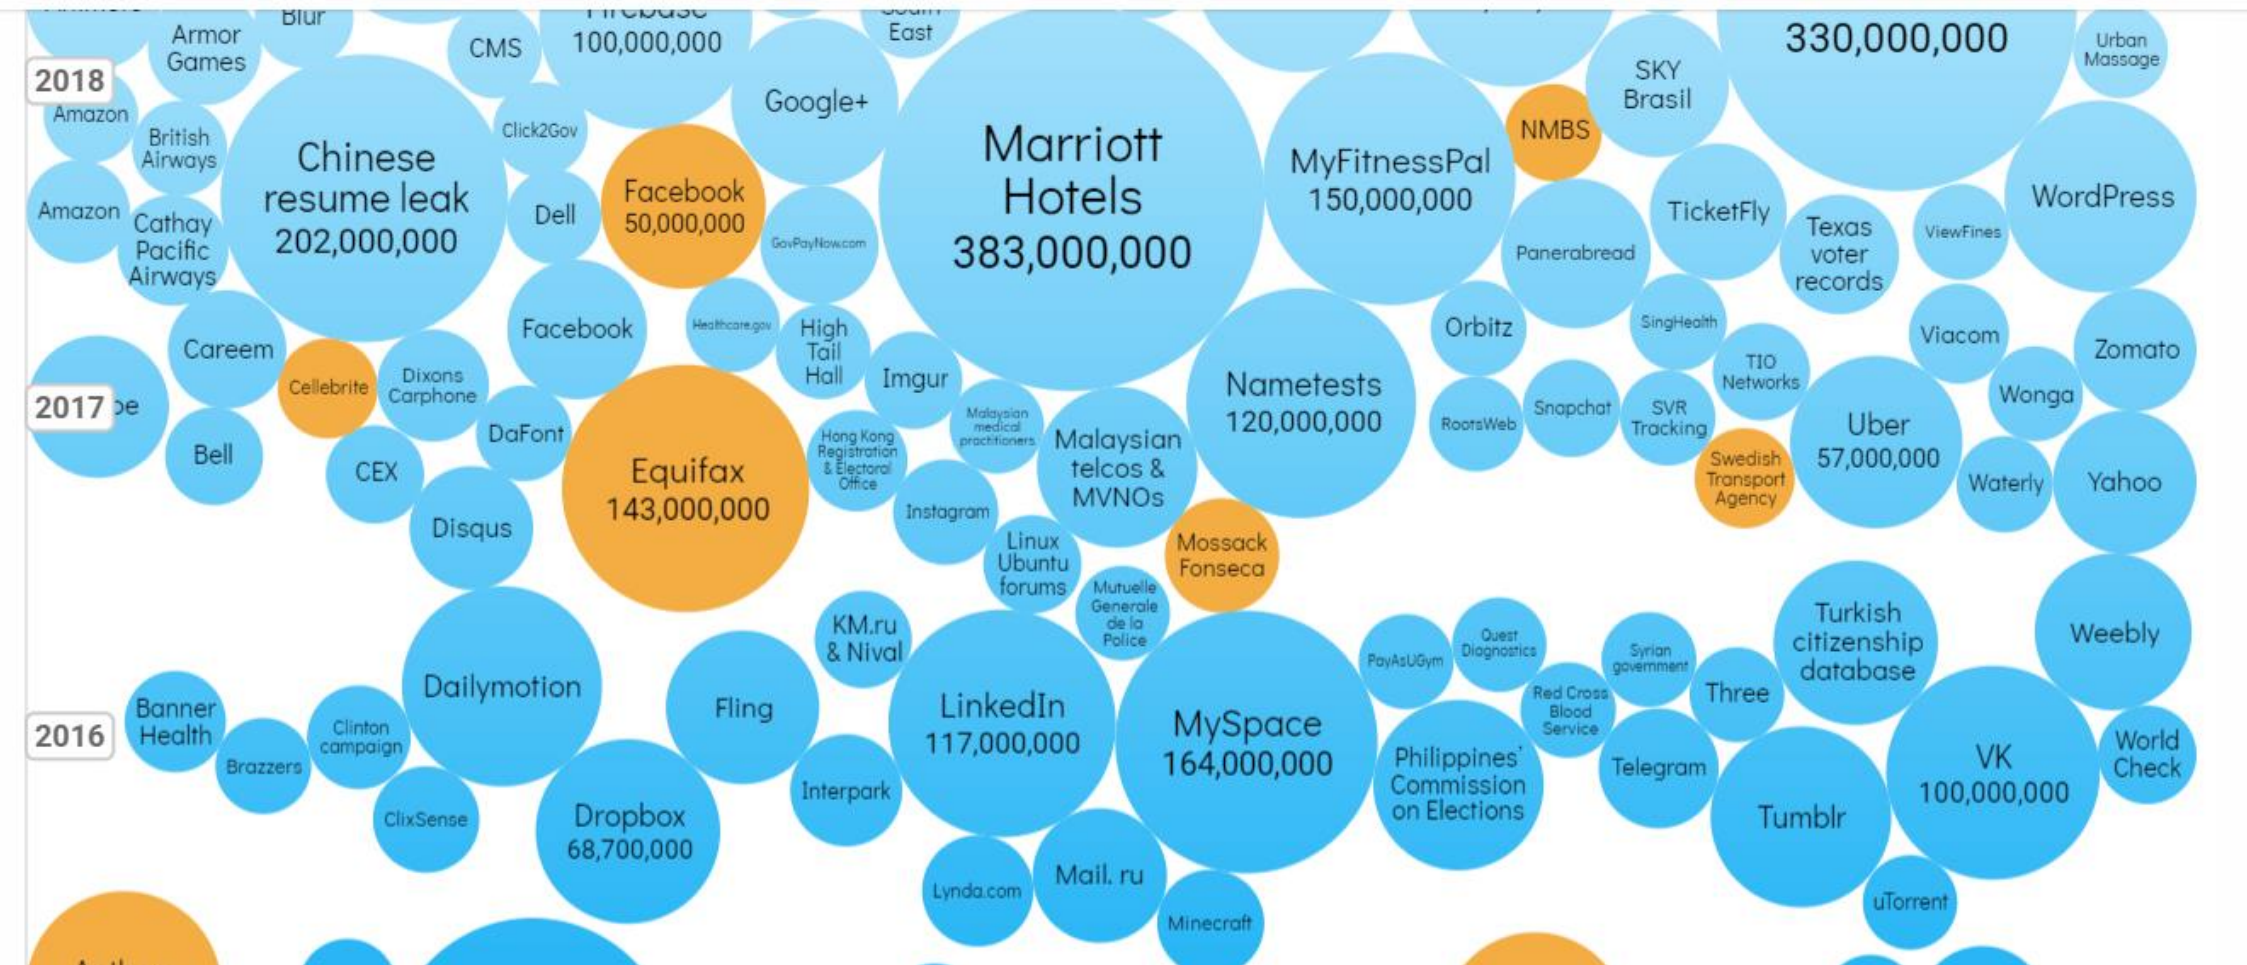 Blur
Firebase
100,000,000
South
East
330,000,000
Urban
Massage
Armor
Games
CMS
2018
SKY
Brasil
Google+
Amazon
British
Airways
Click2Gov
NMBS
Chinese
resume leak
202,000,000
Marriott
Hotels
383,000,000
MyFitnessPal
150,000,000
Facebook
50,000,000
Amazon
Cathay
Pacific
Airways
Dell
GovPayNow.com
Panerabread
TicketFly
Texas
voter
records
ViewFines
WordPress
Careem
Facebook
Healthcare.gov
High
Tail
Hall
Imgur
Orbitz
SingHealth
Viacom
Zomato
Cellebrite
Dixons
Carphone
Nametests
120,000,000
TIO
Networks
Wonga
2017
be
Bell
DaFont
CEX
Malaysian
medical
practitioners
RootsWeb
Snapchat
SVR
Tracking
Uber
57,000,000
Equifax
143,000,000
Hong Kong
Registration
& Electoral
Office
Malaysian
telcos &
MVNOs
Swedish
Transport
Agency
Waterly
Yahoo
Disqus
Instagram
Linux
Ubuntu
forums
Mossack
Fonseca
Mutuelle
Generale
de la
Police
KM.ru
& Nival
PayAsUGym
Quest
Diagnostics
Syrian
government
Turkish
citizenship
database
Weebly
2016
Banner
Health
Brazzers
Clinton
campaign
Dailymotion
Fling
LinkedIn
117,000,000
MySpace
164,000,000
Red Cross
Blood
Service
Three
Philippines'
Commission
on Elections
Telegram
VK
100,000,000
World
Check
ClixSense
Dropbox
68,700,000
Interpark
Tumblr
Lynda.com
Mail. ru
Minecraft
uTorrent